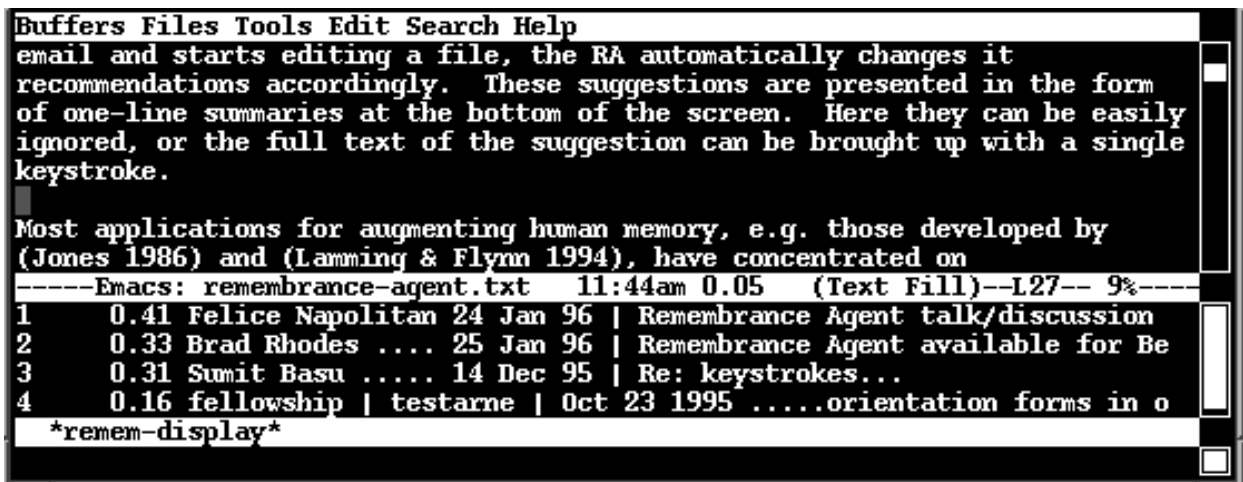 Buffers Files Tools Edit Search Help
email and starts editing a file, the RA automatically changes it
recommendations accordingly.  These suggestions are presented in the form
of one-line summaries at the bottom of the screen.  Here they can be easily
ignored, or the full text of the suggestion can be brought up with a single
keystroke.
Most applications for augmenting human memory, e.g. those developed by
(Jones 1986) and (Lamming & Flynn 1994), have concentrated on
-----Emacs: remembrance-agent.txt   11:44am 0.05   (Text Fill)--L27-- 9%----
1     0.41 Felice Napolitan 24 Jan 96 | Remembrance Agent talk/discussion
2     0.33 Brad Rhodes .... 25 Jan 96 | Remembrance Agent available for Be
3     0.31 Sumit Basu ..... 14 Dec 95 | Re: keystrokes...
4     0.16 fellowship | testarne | Oct 23 1995 .....orientation forms in o
*remem-display*